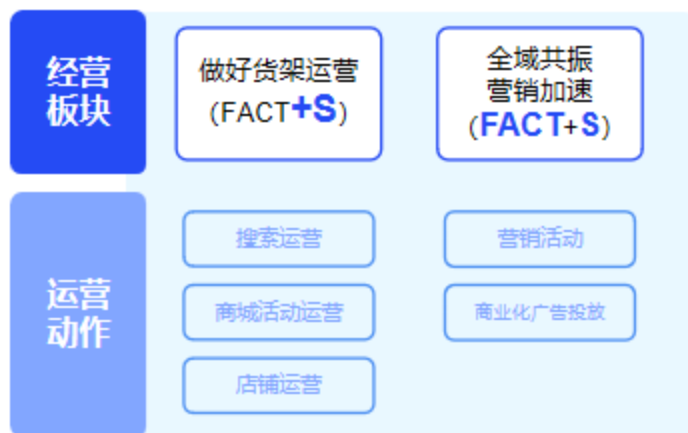 经营
板块
做好货架运营
(FACT+S)
全域共振
营销加速
(FACT+S)
运营
动作
搜索运营
商城活动运营
店铺运营
营销活动
商业化广告投放